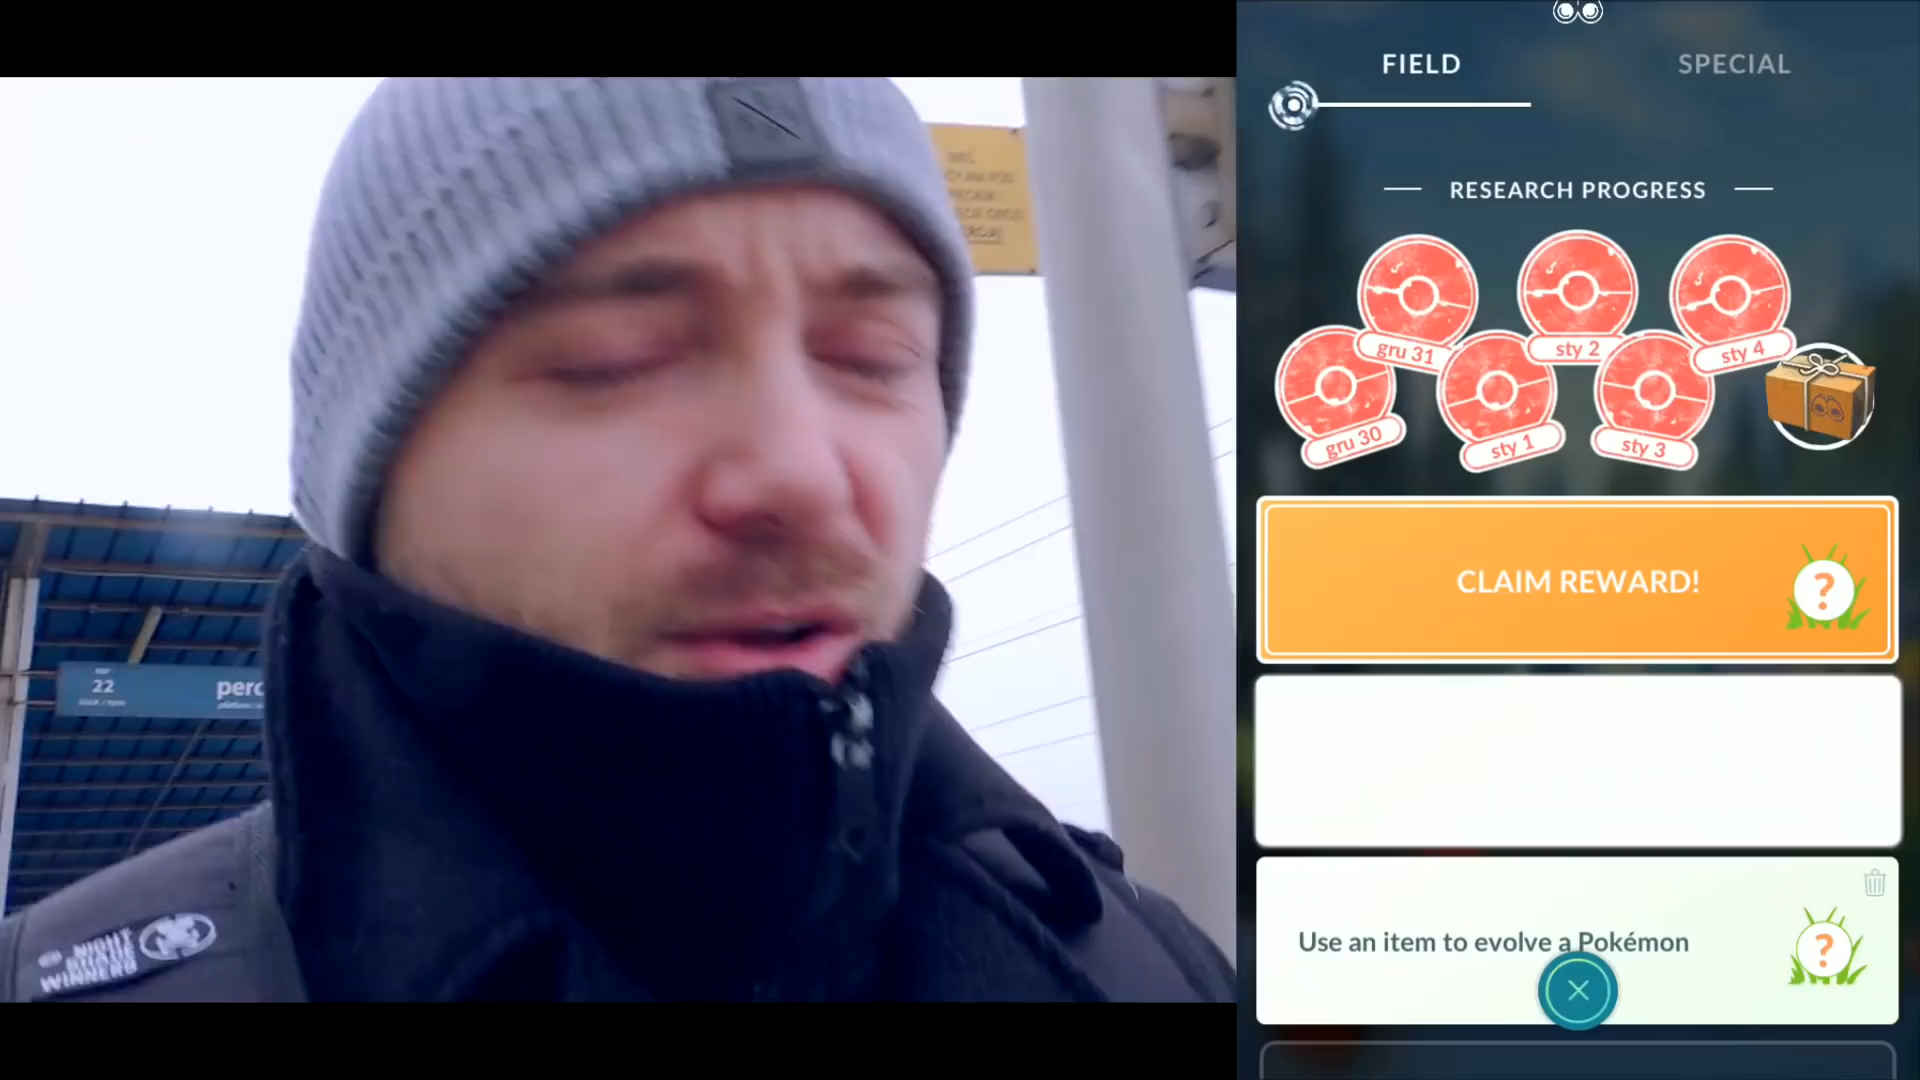 22
perc
NIGHT
SHADE
WINNERS
FIELD
SPECIAL
RESEARCH PROGRESS
gru 31
sty 2
sty 4
gru 30
sty 1
sty 3
CLAIM REWARD!
?
Use an item to evolve a Pokémon
?